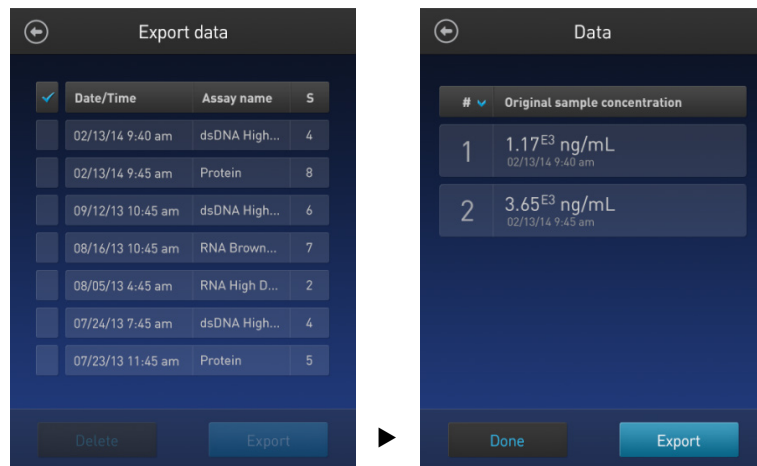 Export data
Date/Time Assay name S
02/13/14 9:40 am dsDNA High... 4
02/13/14 9:45 am Protein 8
09/12/13 10:45 am dsDNA High... 6
08/16/13 10:45 am RNA Brown... 7
08/05/13 4:45 am RNA High D... 2
07/24/13 7:45 am dsDNA High... 4
07/23/13 11:45 am Protein 5
Delete Export
Data
# Original sample concentration
1 1.17E3 ng/mL
02/13/14 9:40 am
2 3.65E3 ng/mL
02/13/14 9:45 am
Done Export